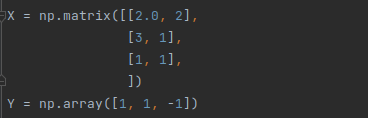 X = np.matrix([[2.0, 2],
[3, 1],
[1, 1],
])
Y = np.array([1, 1, -1])